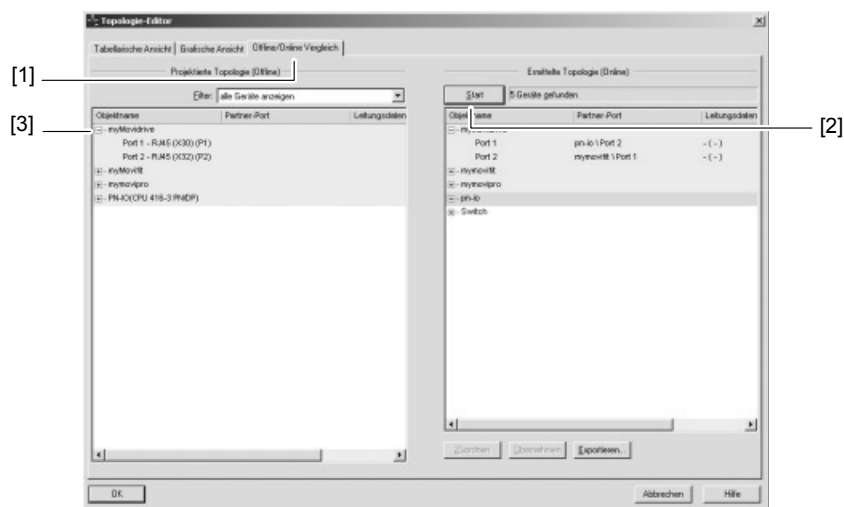 Topologie-Editor
Tabellarische Ansicht Grafische Ansicht Offline/Online Vergleich
[1]
Projektierte Topologie (Offline)
Ermittelte Topologie (Online)
Filter: alle Geräte anzeigen
Start 5 Geräte gefunden
[3]
Objektname Partner-Port Leitungsdaten
myMovidrive
Port 1 - RJ45 (X30) (P1)
Port 2 - RJ45 (X32) (P2)
myMovifit
mymovipro
PN-IO(CPU 416-3 PN/DP)
[2]
Partner-Port Leitungsdaten
Port 1 pn-io \ Port 2 - ( - )
Port 2 mymovifit \ Port 1 - ( - )
mymovifit
mymovipro
pn-io
Switch
Zuordnen Übernehmen Exportieren...
OK Abbrechen Hilfe